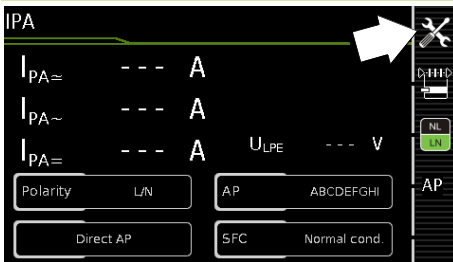 IPA
IPA≃ --- A
IPA~ --- A
IPA= --- A ULPE --- V
NL
LN
Polarity L/N AP ABCDEFGHI AP
Direct AP SFC Normal cond.